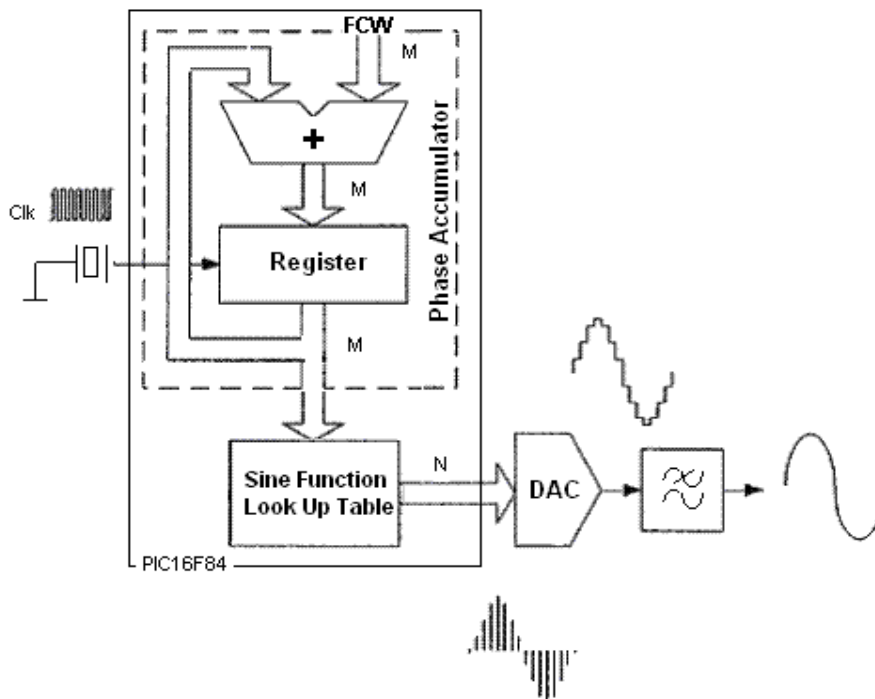 FCW
M
+
Phase Accumulator
M
Clk
Register
M
Sine Function
Look Up Table
N
DAC
PIC16F84